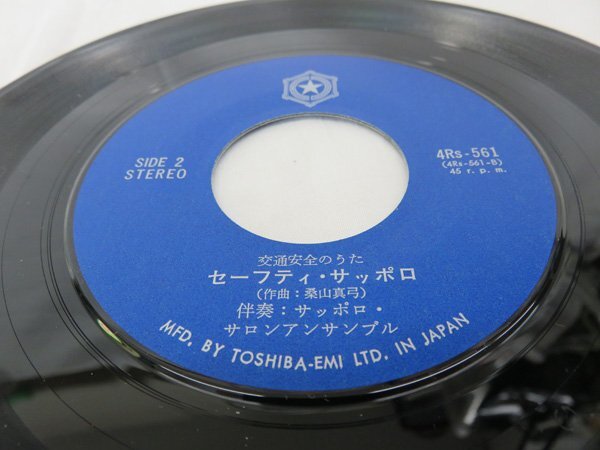 SIDE 2
STEREO
4Rs-561
(4Rs-561-B)
45 r. p. m.
交通安全のうた
セーフティ・サッポロ
(作曲：桑山真弓)
伴奏：サッポロ・
サロンアンサンブル
MFD. BY TOSHIBA-EMI LTD. IN JAPAN